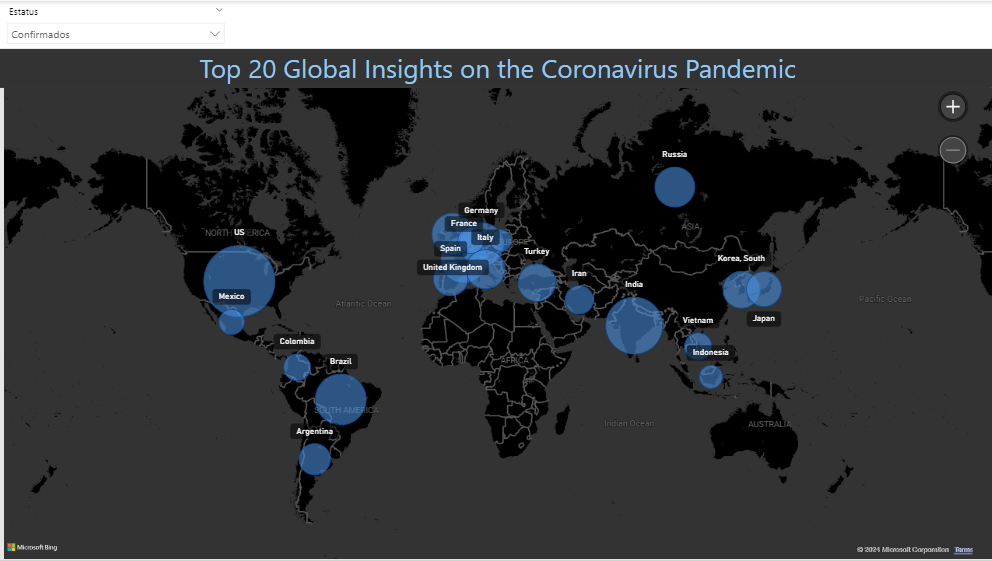 Estatus
Confirmados
Top 20 Global Insights on the Coronavirus Pandemic
Russia
Germany
France
Italy
Spain
United Kingdom
EUROPE
ASIA
NORTH AMERICA
US
Turkey
Korea, South
Iran
India
Mexico
Atlantic Ocean
Pacific Ocean
Japan
Vietnam
Colombia
Indonesia
Brazil
AFRICA
SOUTH AMERICA
Indian Ocean
AUSTRALIA
Argentina
Microsoft Bing
© 2024 Microsoft Corporation Terms